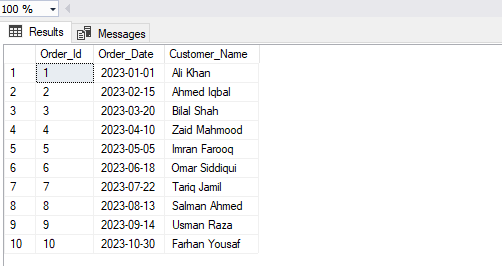 100 %
Results Messages
Order_Id Order_Date Customer_Name
1 1 2023-01-01 Ali Khan
2 2 2023-02-15 Ahmed Iqbal
3 3 2023-03-20 Bilal Shah
4 4 2023-04-10 Zaid Mahmood
5 5 2023-05-05 Imran Farooq
6 6 2023-06-18 Omar Siddiqui
7 7 2023-07-22 Tariq Jamil
8 8 2023-08-13 Salman Ahmed
9 9 2023-09-14 Usman Raza
10 10 2023-10-30 Farhan Yousaf